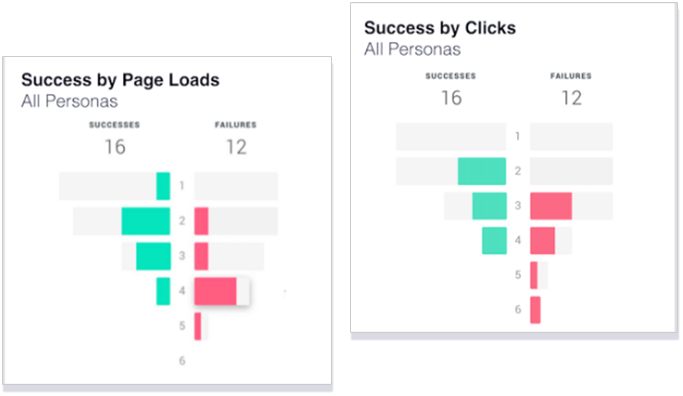 Success by Page Loads
All Personas
SUCCESSES FAILURES
16 12
1
2
3
4
5
6
Success by Clicks
All Personas
SUCCESSES FAILURES
16 12
1
2
3
4
5
6